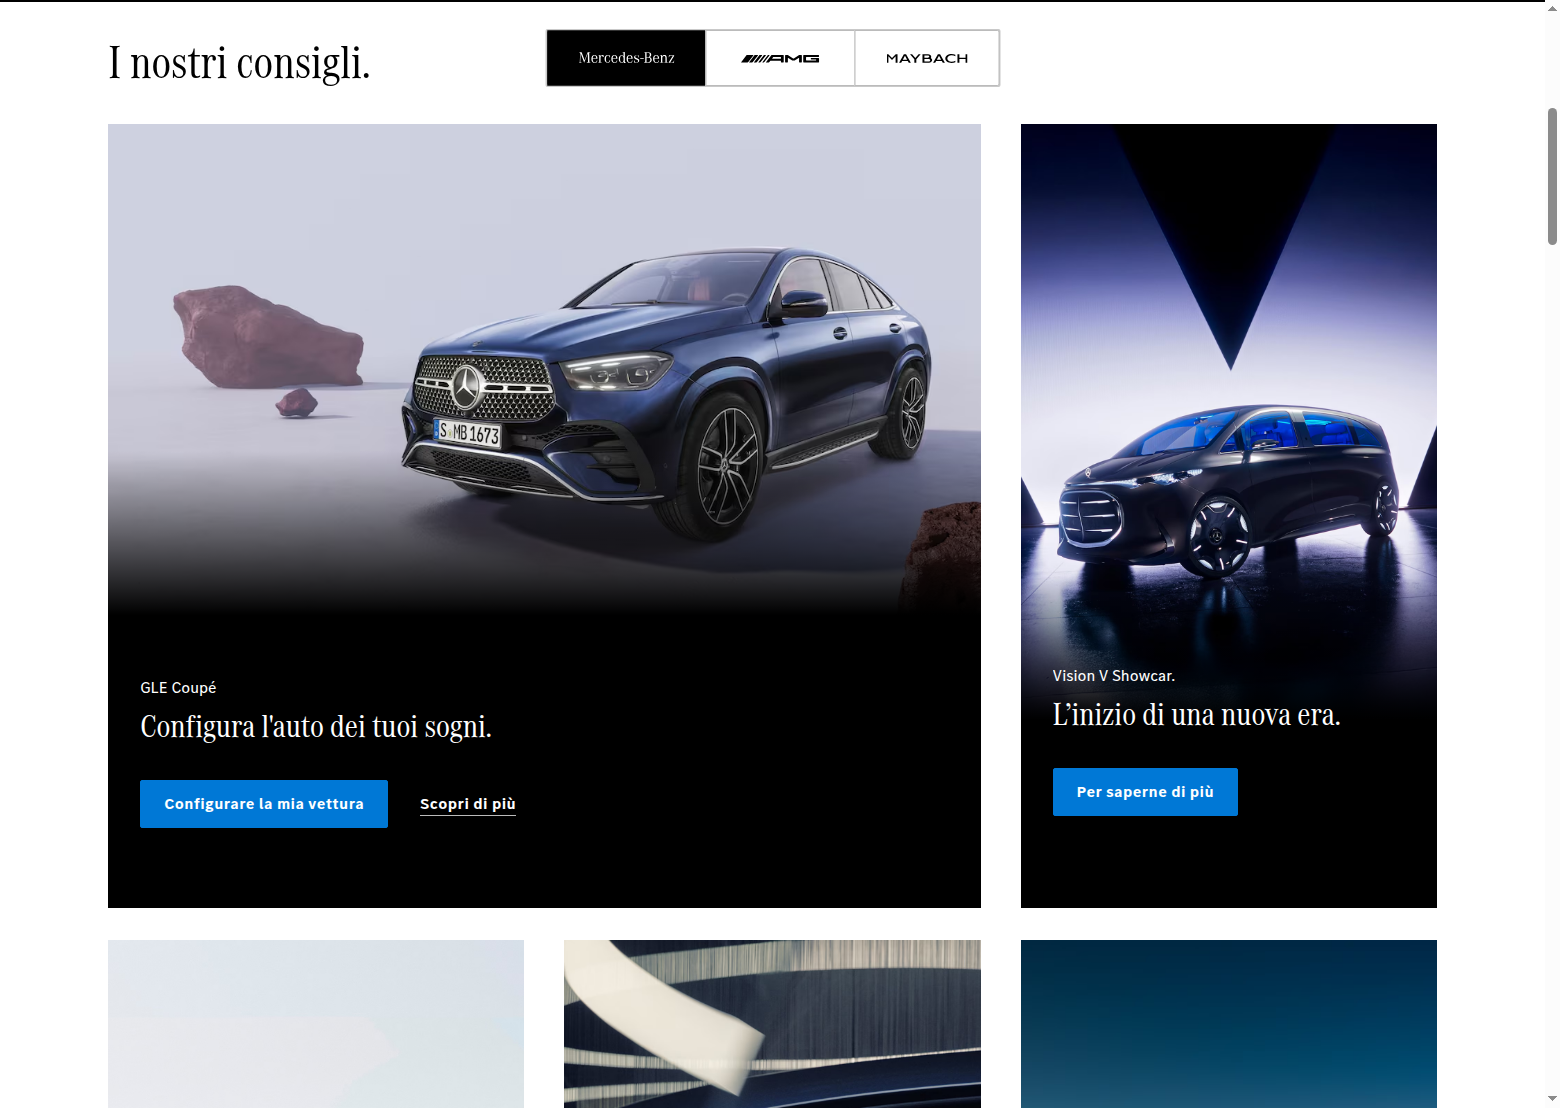 I nostri consigli.
Mercedes-Benz
AMG
MAYBACH
S MB 1673
GLE Coupé
Configura l'auto dei tuoi sogni.
Configurare la mia vettura
Scopri di più
Vision V Showcar.
L’inizio di una nuova era.
Per saperne di più